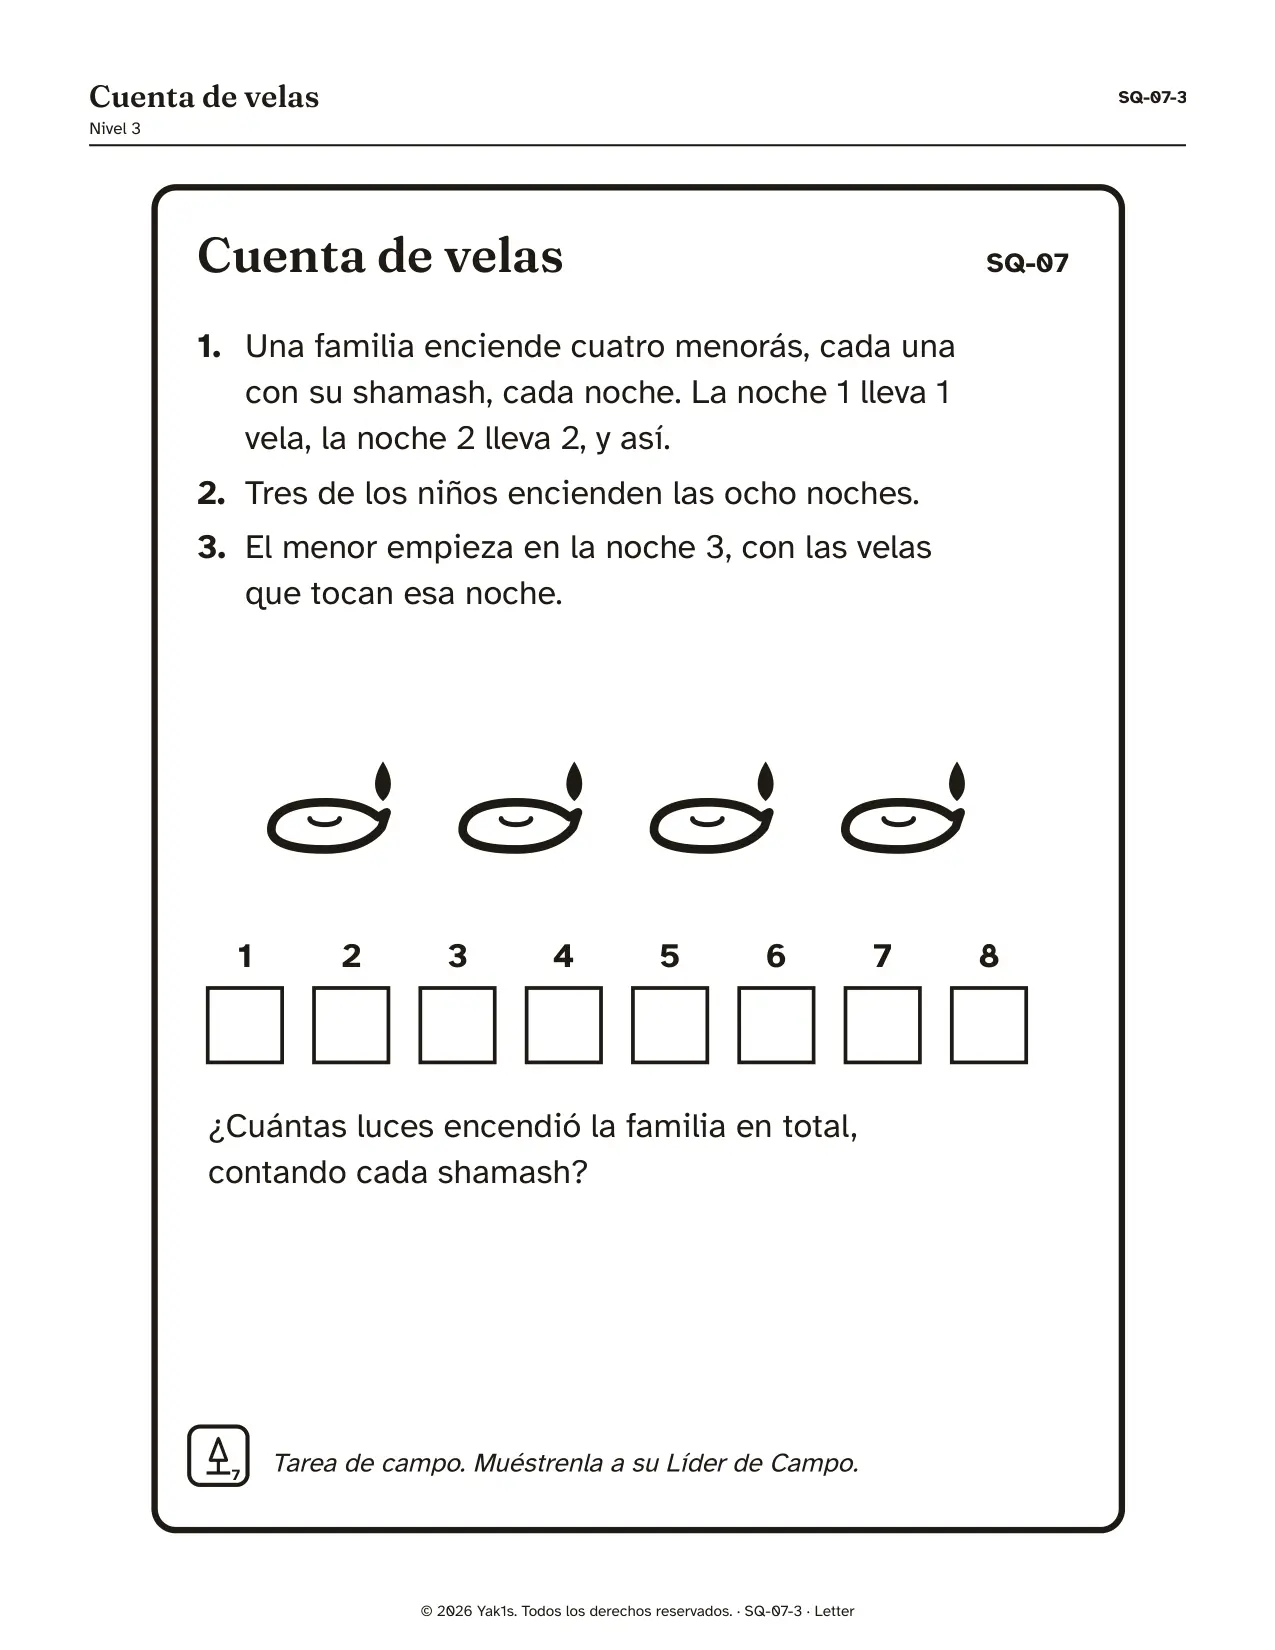 Cuenta de velas
SQ-07-3
Nivel 3
Cuenta de velas
SQ-07
1. Una familia enciende cuatro menorás, cada una
con su shamash, cada noche. La noche 1 lleva 1
vela, la noche 2 lleva 2, y así.
2. Tres de los niños encienden las ocho noches.
3. El menor empieza en la noche 3, con las velas
que tocan esa noche.
1 2 3 4 5 6 7 8
¿Cuántas luces encendió la familia en total,
contando cada shamash?
7
Tarea de campo. Muéstrenla a su Líder de Campo.
© 2026 Yak1s. Todos los derechos reservados. · SQ-07-3 · Letter